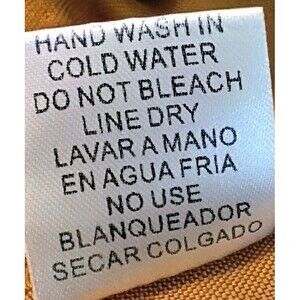 HAND WASH IN
COLD WATER
DO NOT BLEACH
LINE DRY
LAVAR A MANO
EN AGUA FRIA
NO USE
BLANQUEADOR
SECAR COLGADO